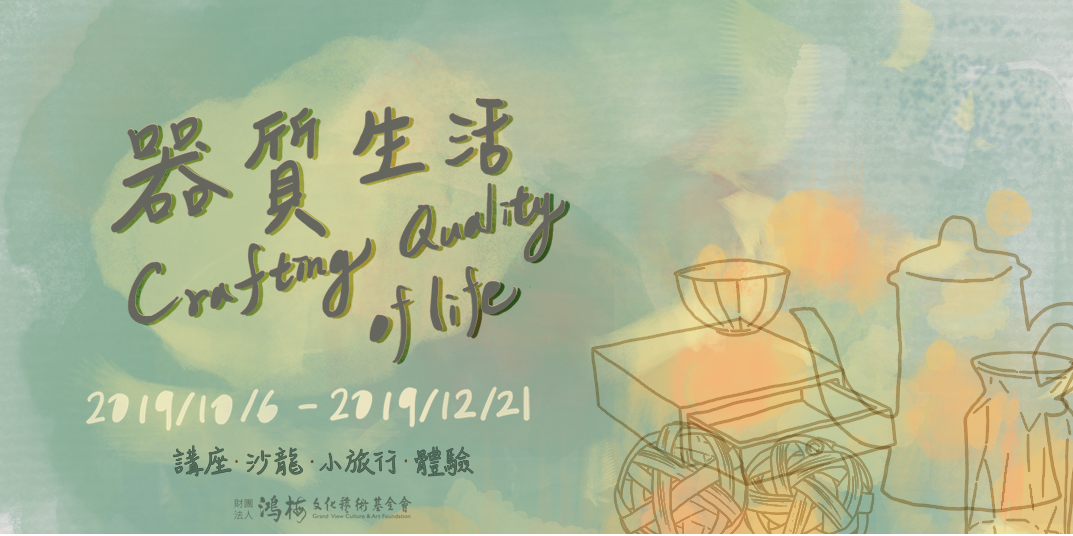 器質生活
Crafting Quality
of life
2019/10/6 - 2019/12/21
講座·沙龍·小旅行·體驗
財團法人 鴻梅文化藝術基金會
Grand View Culture & Art Foundation